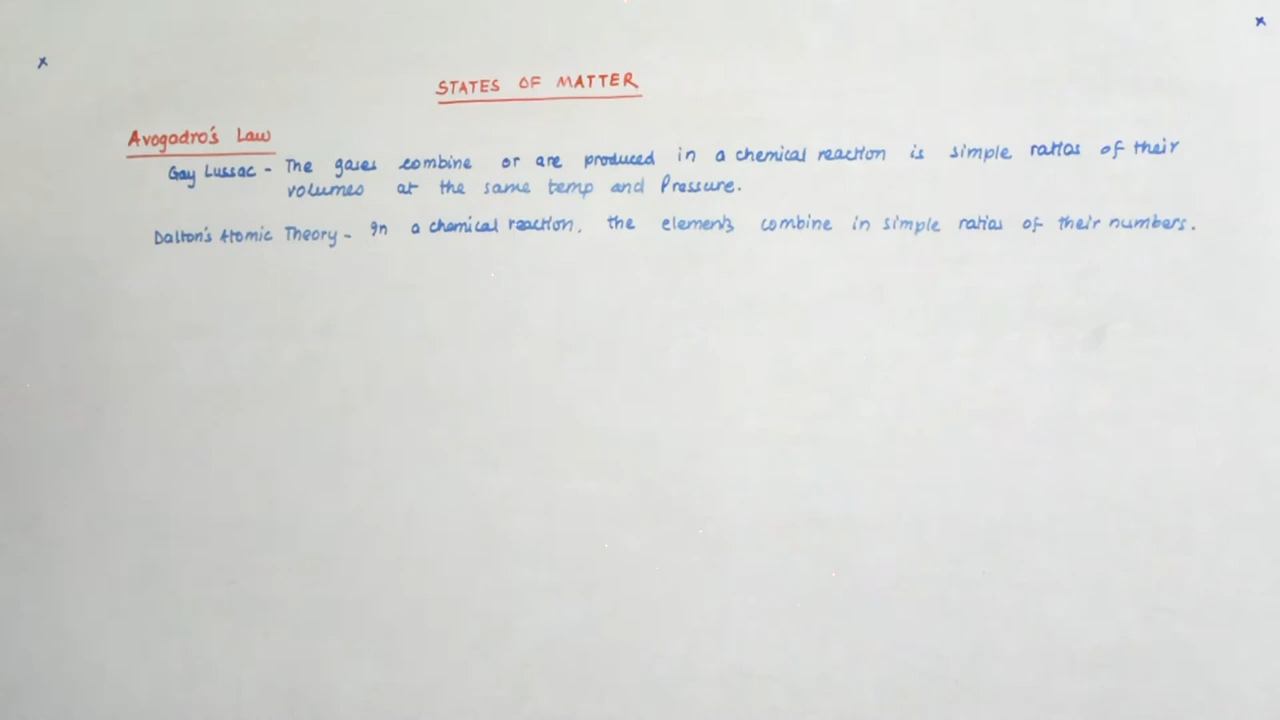 STATES OF MATTER
Avogadro's Law
Gay Lussac - The gases combine or are produced in a chemical reaction is simple ratios of their
volumes at the same temp and Pressure.
Dalton's Atomic Theory - In a chemical reaction, the elements combine in simple ratios of their numbers.